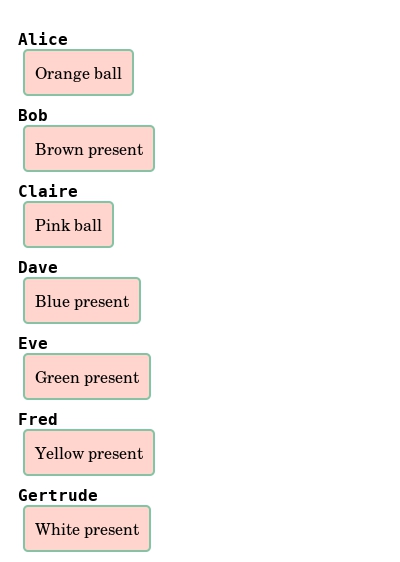 Alice
Orange ball
Bob
Brown present
Claire
Pink ball
Dave
Blue present
Eve
Green present
Fred
Yellow present
Gertrude
White present